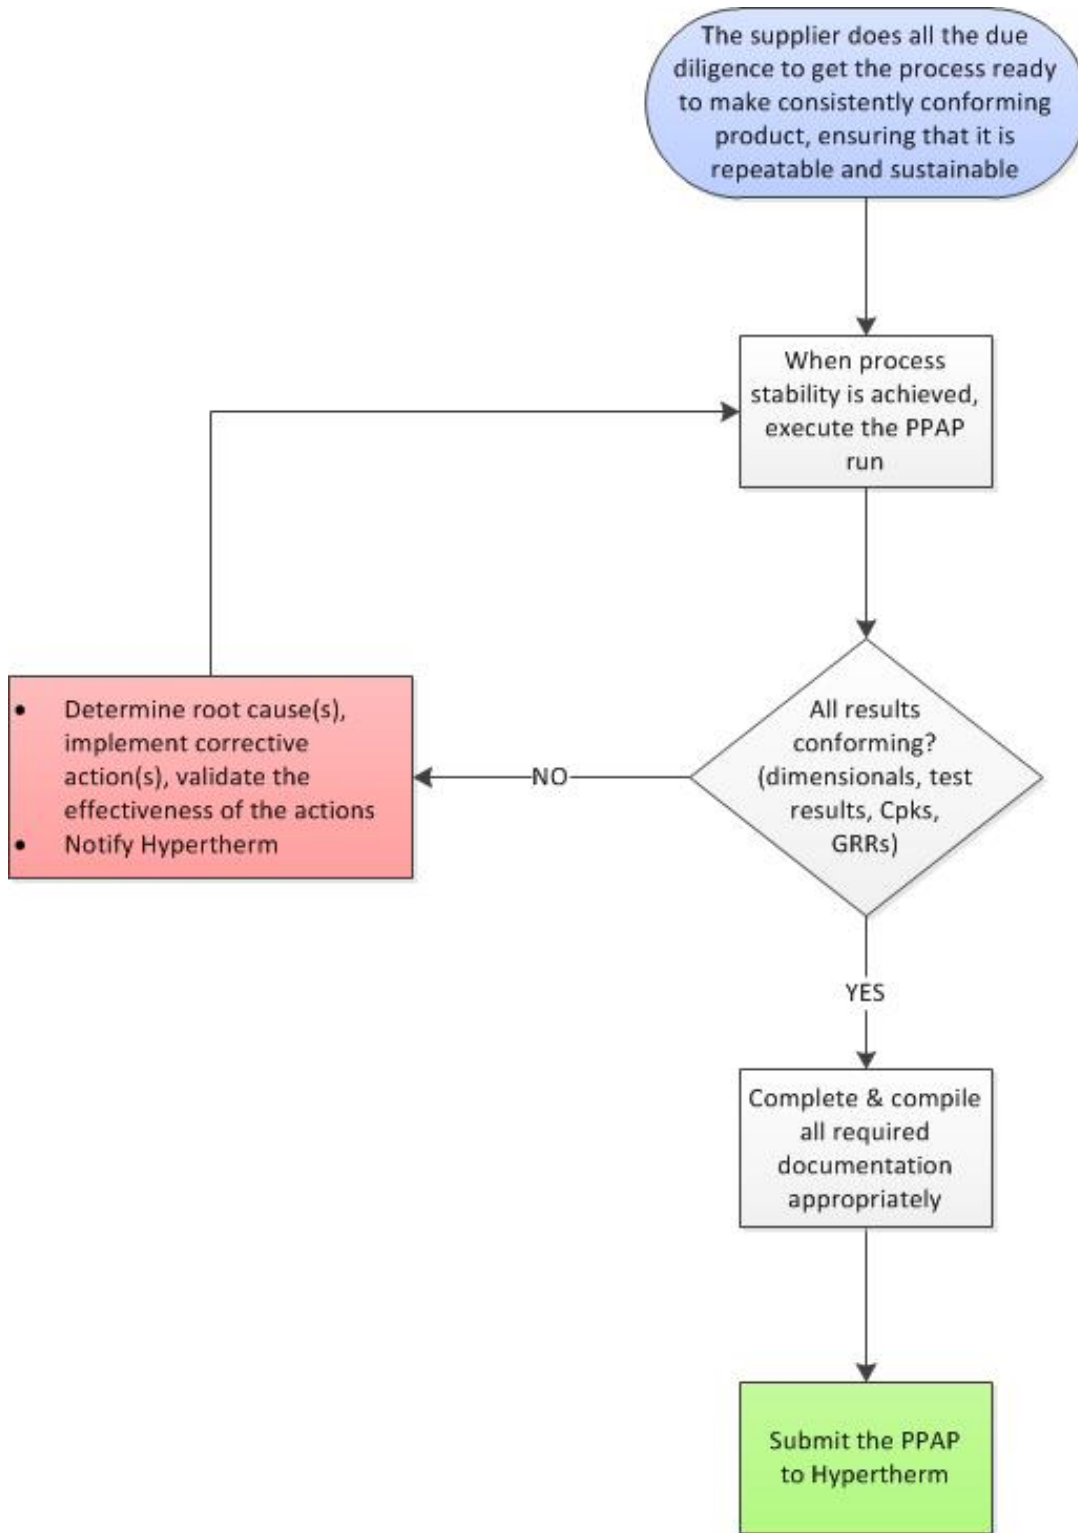 The supplier does all the due
diligence to get the process ready
to make consistently conforming
product, ensuring that it is
repeatable and sustainable
When process
stability is achieved,
execute the PPAP
run
All results
conforming?
(dimensionals, test
results, Cpks,
GRRs)
NO
• Determine root cause(s),
implement corrective
action(s), validate the
effectiveness of the actions
• Notify Hypertherm
YES
Complete & compile
all required
documentation
appropriately
Submit the PPAP
to Hypertherm